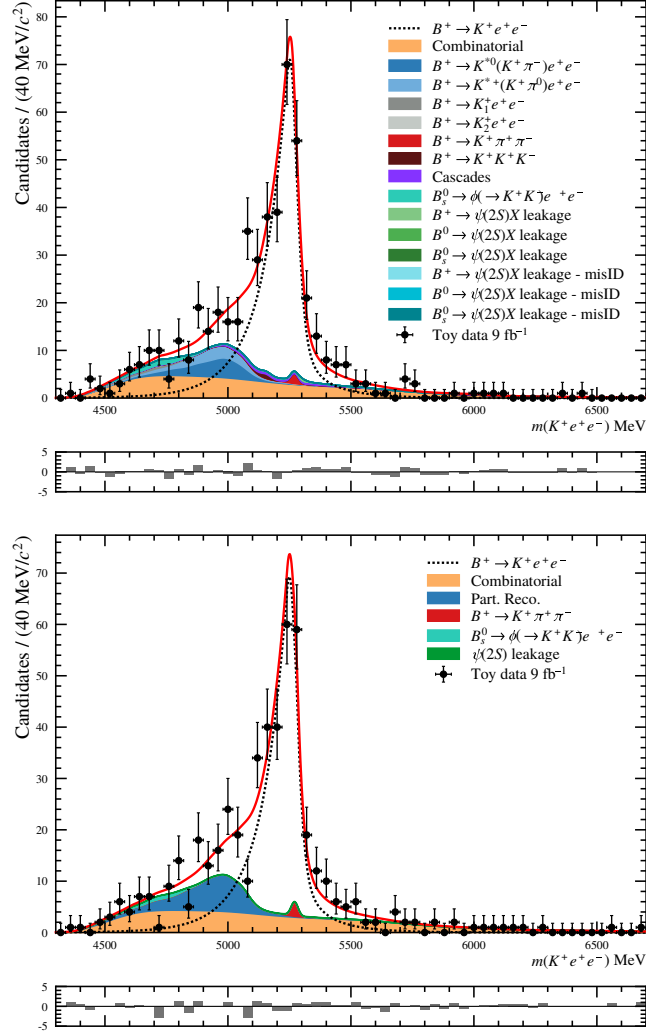 Candidates / (40 MeV/c²)
80
70
60
50
40
30
20
10
0
B⁺ → K⁺e⁺e⁻
Combinatorial
B⁺ → K*⁰(K⁺π⁻)e⁺e⁻
B⁺ → K*⁺(K⁺π⁰)e⁺e⁻
B⁺ → K₁⁺e⁺e⁻
B⁺ → K₂⁺e⁺e⁻
B⁺ → K⁺π⁺π⁻
B⁺ → K⁺K⁺K⁻
Cascades
B⁰ₛ → ϕ(→ K⁺K⁻)e⁺e⁻
B⁺ → ψ(2S)X leakage
B⁰ → ψ(2S)X leakage
B⁰ₛ → ψ(2S)X leakage
B⁺ → ψ(2S)X leakage - misID
B⁰ → ψ(2S)X leakage - misID
B⁰ₛ → ψ(2S)X leakage - misID
Toy data 9 fb⁻¹
4500 5000 5500 6000 6500
m(K⁺e⁺e⁻) MeV
5
0
-5
Candidates / (40 MeV/c²)
70
60
50
40
30
20
10
0
B⁺ → K⁺e⁺e⁻
Combinatorial
Part. Reco.
B⁺ → K⁺π⁺π⁻
B⁰ₛ → ϕ(→ K⁺K⁻)e⁺e⁻
ψ(2S) leakage
Toy data 9 fb⁻¹
4500 5000 5500 6000 6500
m(K⁺e⁺e⁻) MeV
5
0
-5